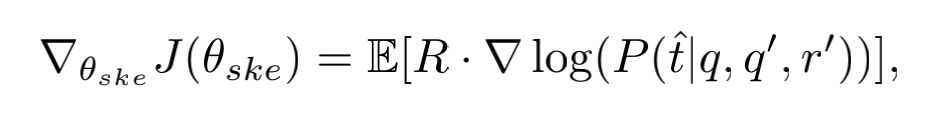 ∇_{θ_{ske}} J(θ_{ske}) = 𝔼[R · ∇ log(P(t̂|q, q′, r′))],